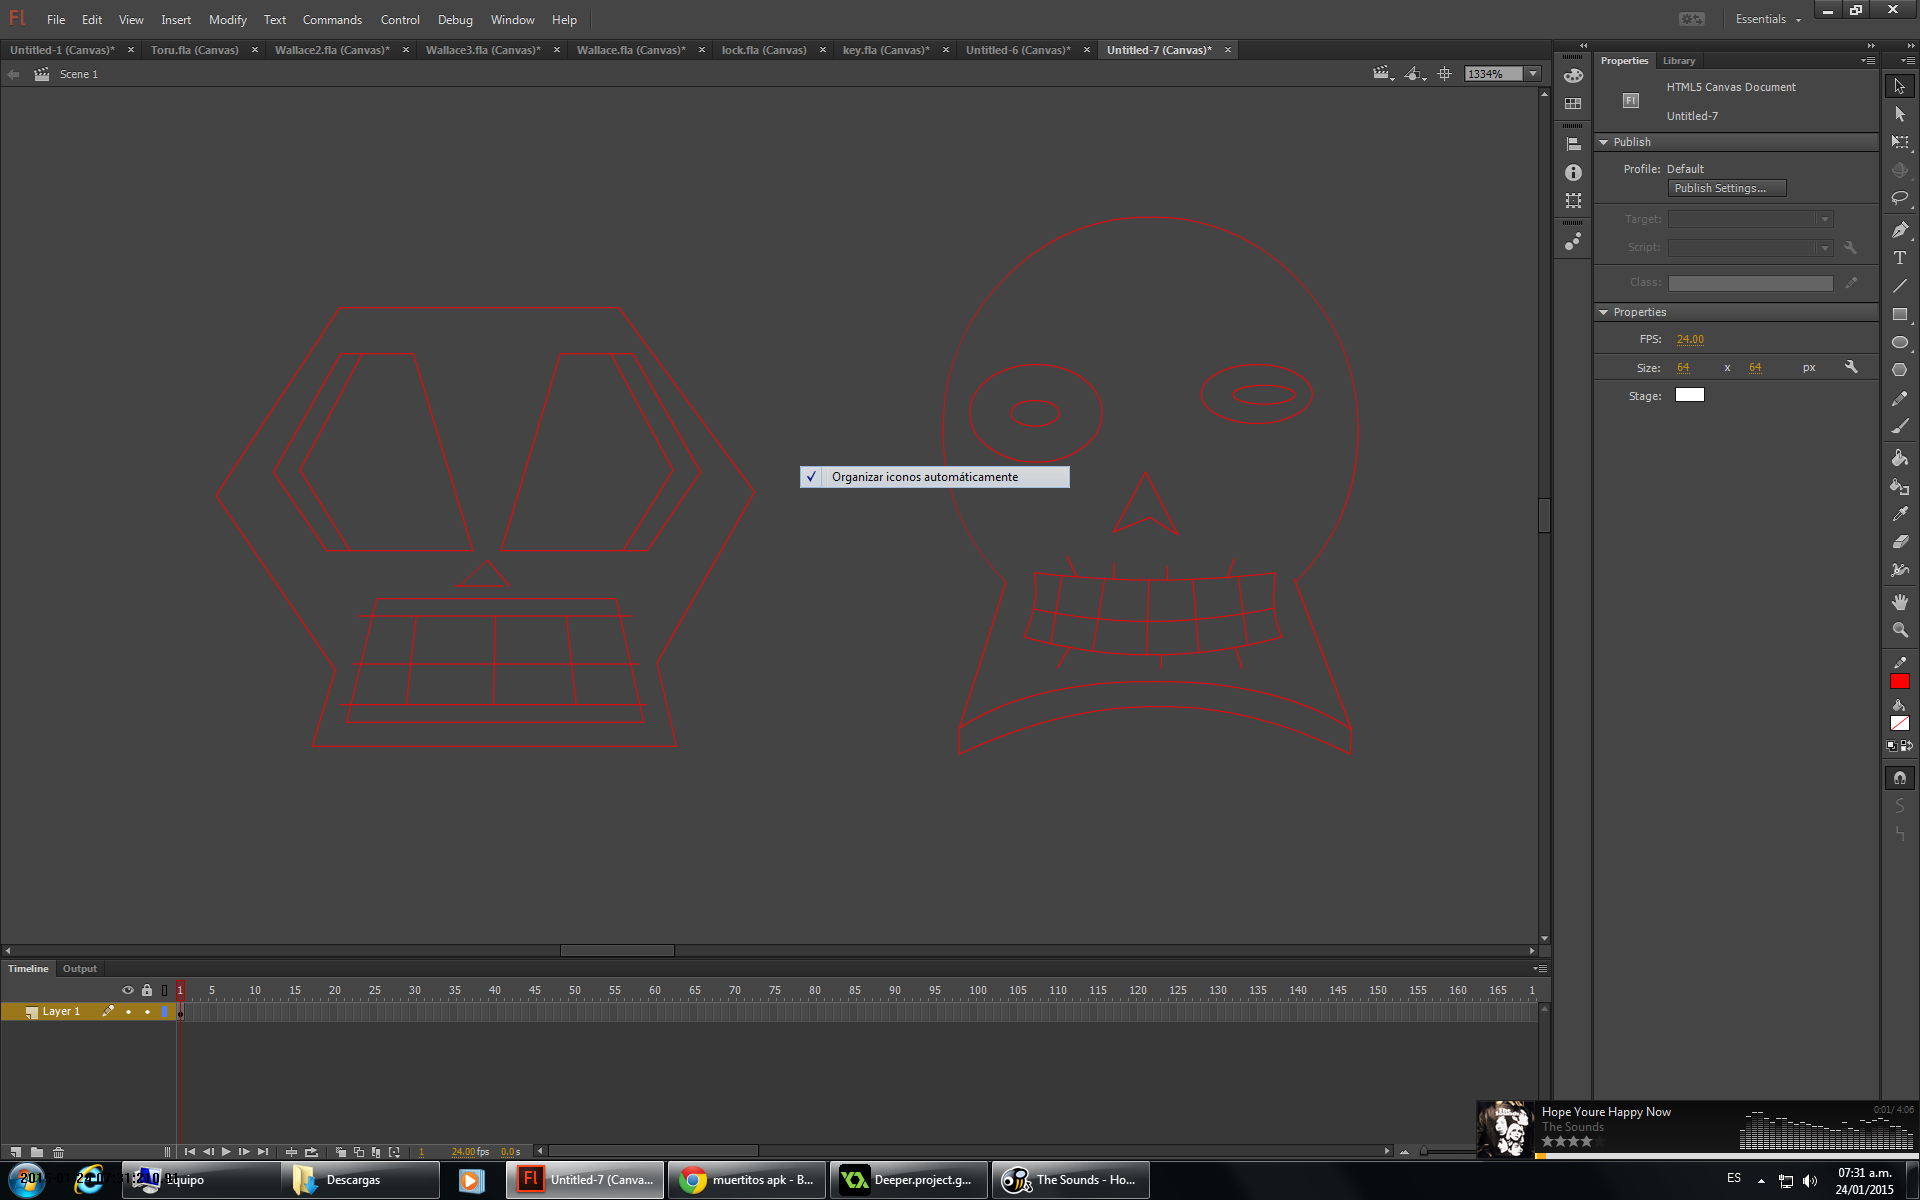 Fl File Edit View Insert Modify Text Commands Control Debug Window Help Essentials
Untitled-1 (Canvas)* Toru.fla (Canvas) Wallace2.fla (Canvas)* Wallace3.fla (Canvas)* Wallace.fla (Canvas)* lock.fla (Canvas) key.fla (Canvas)* Untitled-6 (Canvas)* Untitled-7 (Canvas)*
Scene 1 1334%
Properties Library
HTML5 Canvas Document
Fl
Untitled-7
Publish
Profile: Default
Publish Settings...
Target:
Script:
Class:
Properties
FPS: 24.00
Size: 64 x 64 px
Stage:
Organizar iconos automáticamente
Timeline Output
1 5 10 15 20 25 30 35 40 45 50 55 60 65 70 75 80 85 90 95 100 105 110 115 120 125 130 135 140 145 150 155 160 165 1
Layer 1
1 24.00 fps 0.0 s
Hope Youre Happy Now 0:01/ 4:06
The Sounds
Equipo Descargas Untitled-7 (Canva... muertitos apk - B... Deeper.project.g... The Sounds - Ho... ES
07:31 a.m.
24/01/2015